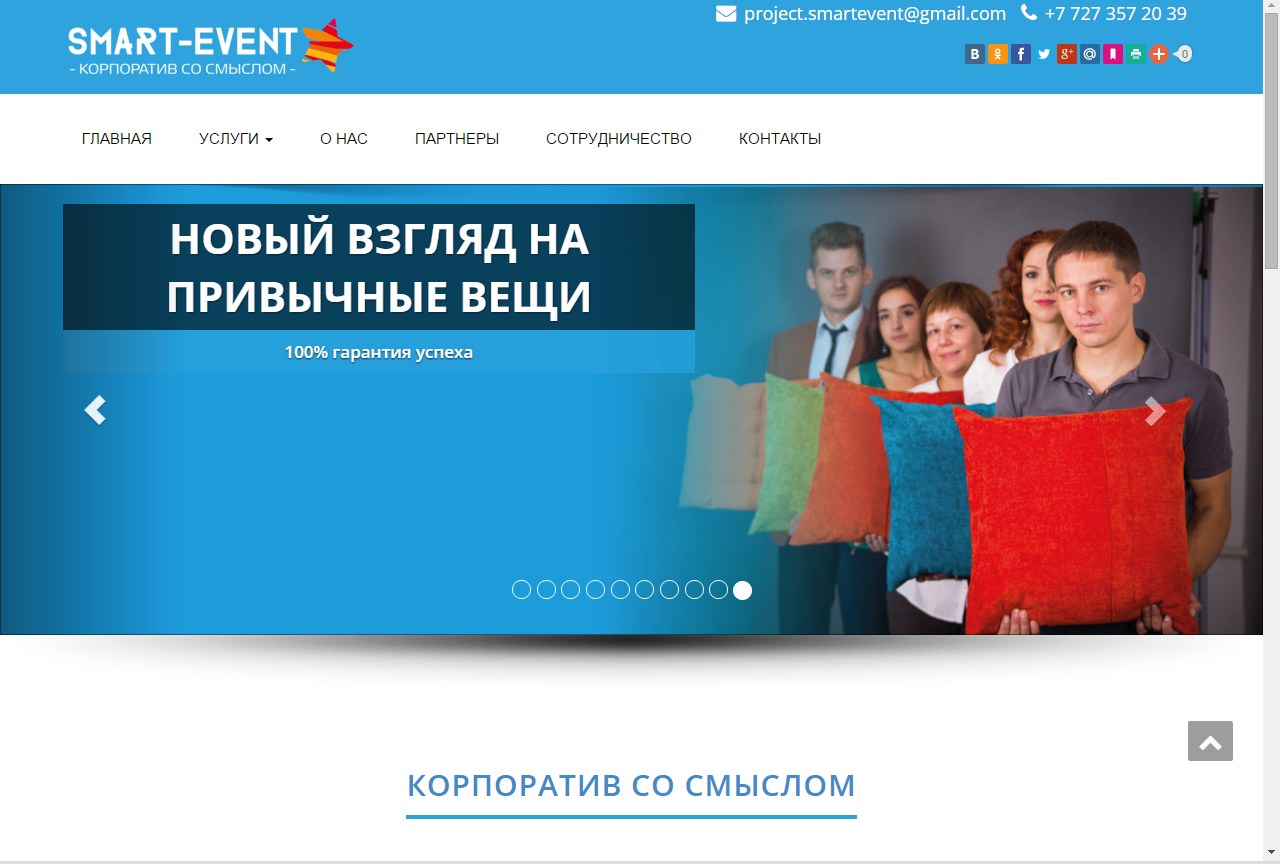 project.smartevent@gmail.com +7 727 357 20 39
SMART-EVENT
- КОРПОРАТИВ СО СМЫСЛОМ -
B f g+ @ + 0
ГЛАВНАЯ УСЛУГИ О НАС ПАРТНЕРЫ СОТРУДНИЧЕСТВО КОНТАКТЫ
НОВЫЙ ВЗГЛЯД НА
ПРИВЫЧНЫЕ ВЕЩИ
100% гарантия успеха
КОРПОРАТИВ СО СМЫСЛОМ